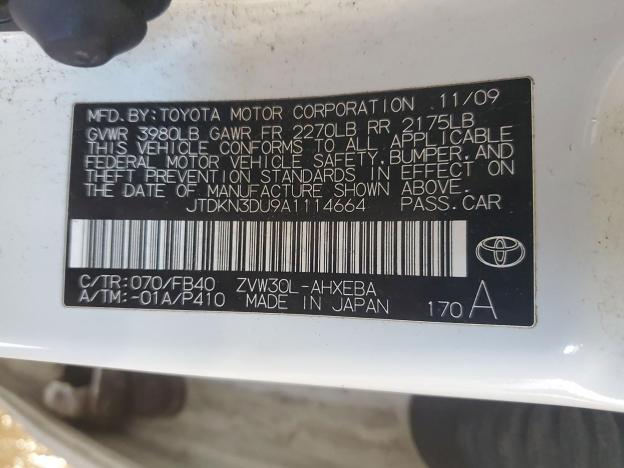 MFD. BY: TOYOTA MOTOR CORPORATION 11/09
GVWR 3980LB GAWR FR 2270LB RR 2175LB
THIS VEHICLE CONFORMS TO ALL APPLICABLE
FEDERAL MOTOR VEHICLE SAFETY, BUMPER, AND
THEFT PREVENTION STANDARDS IN EFFECT ON
THE DATE OF MANUFACTURE SHOWN ABOVE.
JTDKN3DU9A1114664 PASS. CAR
C/TR: 070/FB40 ZVW30L-AHXEBA
A/TM: -01A/P410 MADE IN JAPAN 170 A